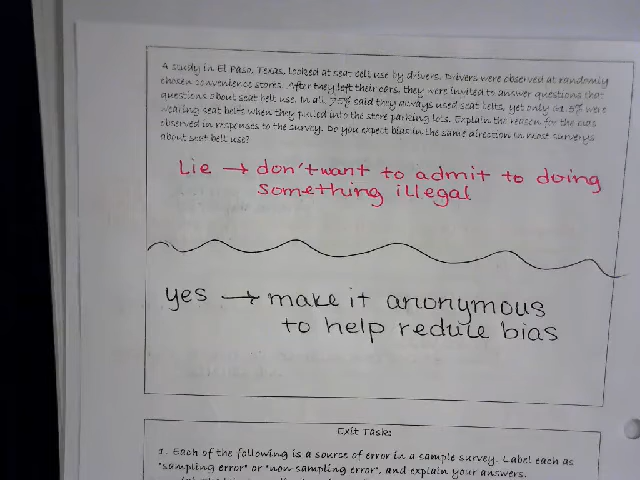 A study in El Paso, Texas, looked at seat belt use by drivers. Drivers were observed at randomly
chosen convenience stores. After they left their cars, they were invited to answer questions that
questions about seat belt use. In all, 75% said they always used seat belts, yet only 61.5% were
wearing seat belts when they pulled into the store parking lots. Explain the reason for the bias
observed in responses to the survey. Do you expect bias in the same direction in most surveys
about seat belt use?
Lie → don't want to admit to doing
something illegal
yes → make it anonymous
to help reduce bias
Exit Task:
1. Each of the following is a source of error in a sample survey. Label each as
"sampling error" or "non sampling error", and explain your answers.